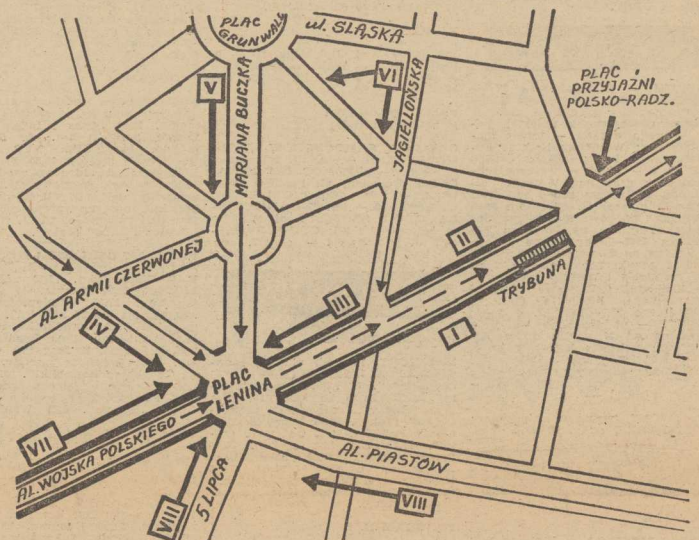 PLAC
GRUNWALD
ul. ŚLĄSKA
PLAC
PRZYJAZNI
POLSKO-RADZ.
V
VI
MARIANA BUCZKA
JAGIELLOŃSKA
II
TRYBUNA
AL. ARMII CZERWONEJ
III
I
IV
PLAC
LENINA
VII
AL. WOJSKA POLSKIEGO
AL. PIASTÓW
VIII
5 LIPCA
VIII